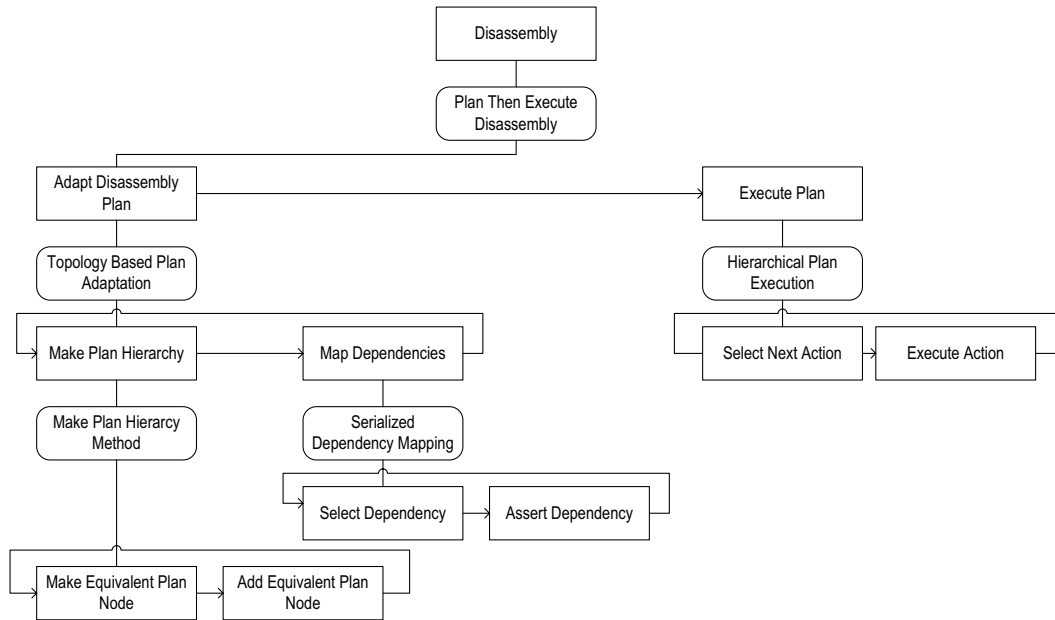 Disassembly
Plan Then Execute
Disassembly
Adapt Disassembly
Plan
Execute Plan
Topology Based Plan
Adaptation
Hierarchical Plan
Execution
Make Plan Hierarchy
Map Dependencies
Select Next Action
Execute Action
Make Plan Hierarcy
Method
Serialized
Dependency Mapping
Select Dependency
Assert Dependency
Make Equivalent Plan
Node
Add Equivalent Plan
Node